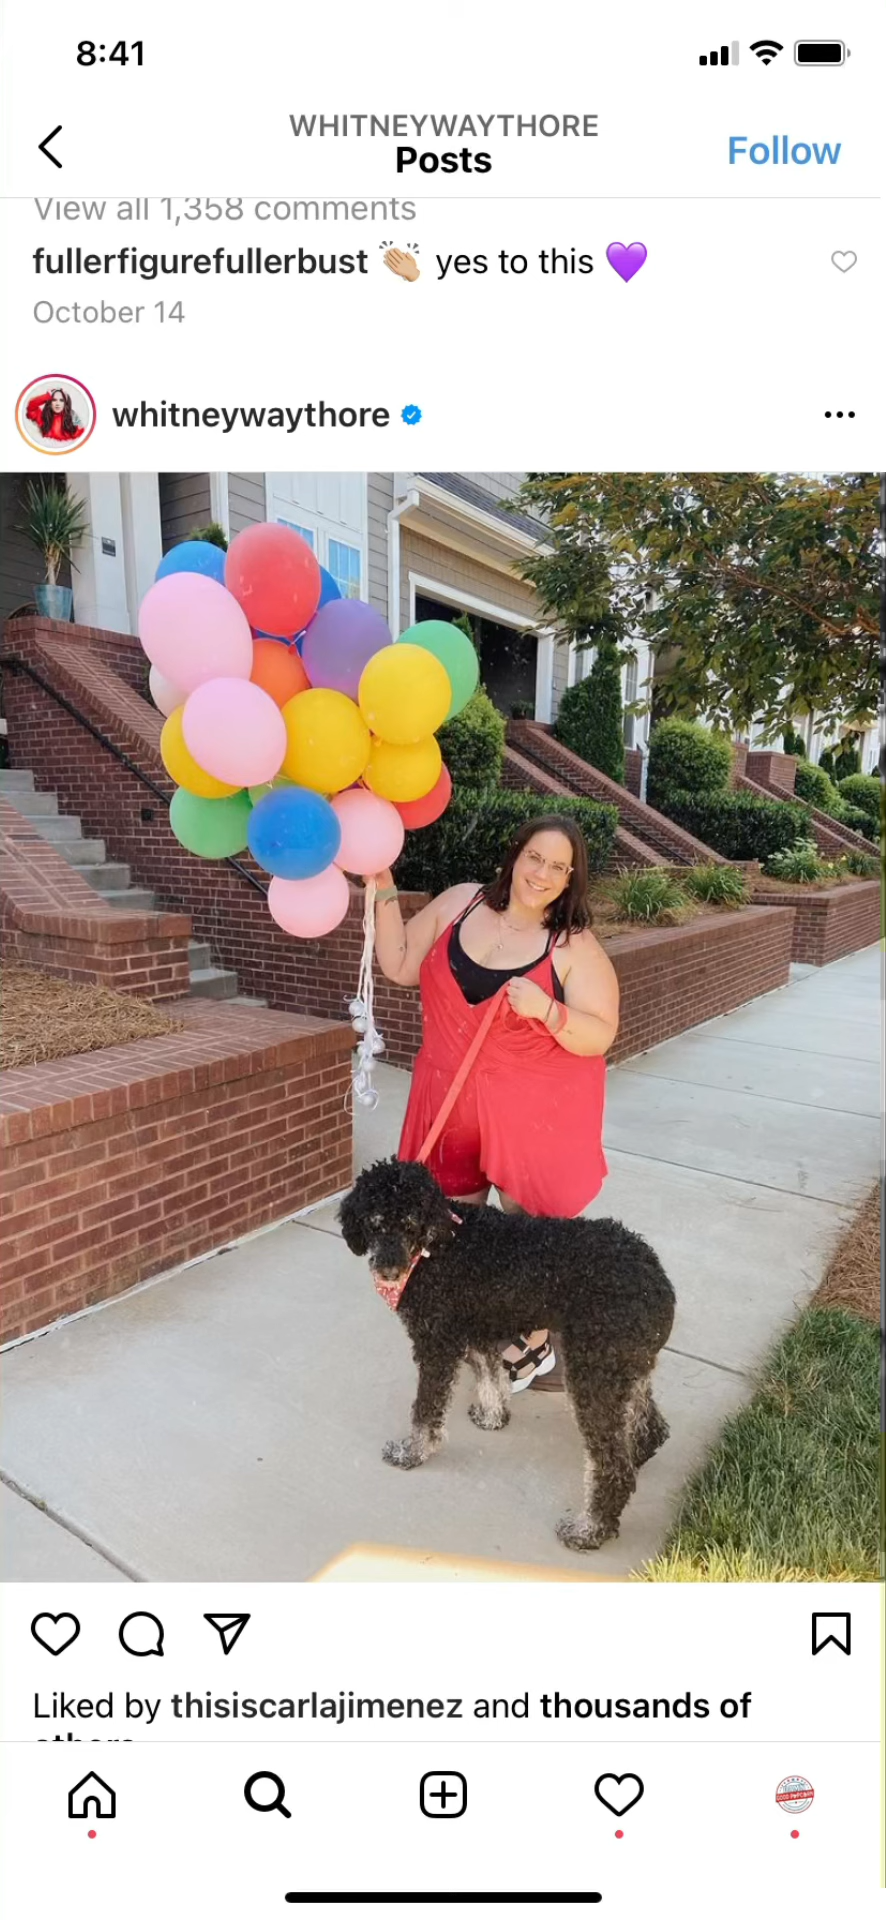 8:41
WHITNEYWAYTHORE
Posts
Follow
View all 1,358 comments
fullerfigurefullerbust 👏🏼 yes to this 💜
October 14
whitneywaythore
Liked by thisiscarlajimenez and thousands of
others